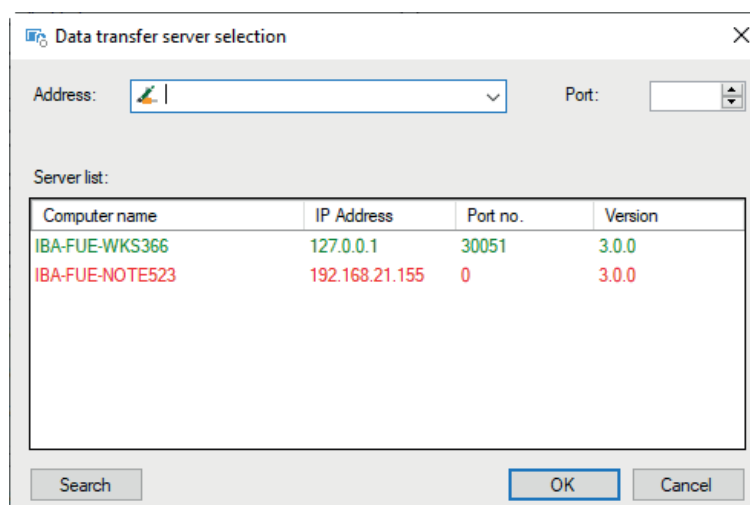 Data transfer server selection
Address: Port:
Server list:
Computer name IP Address Port no. Version
IBA-FUE-WKS366 127.0.0.1 30051 3.0.0
IBA-FUE-NOTE523 192.168.21.155 0 3.0.0
Search OK Cancel